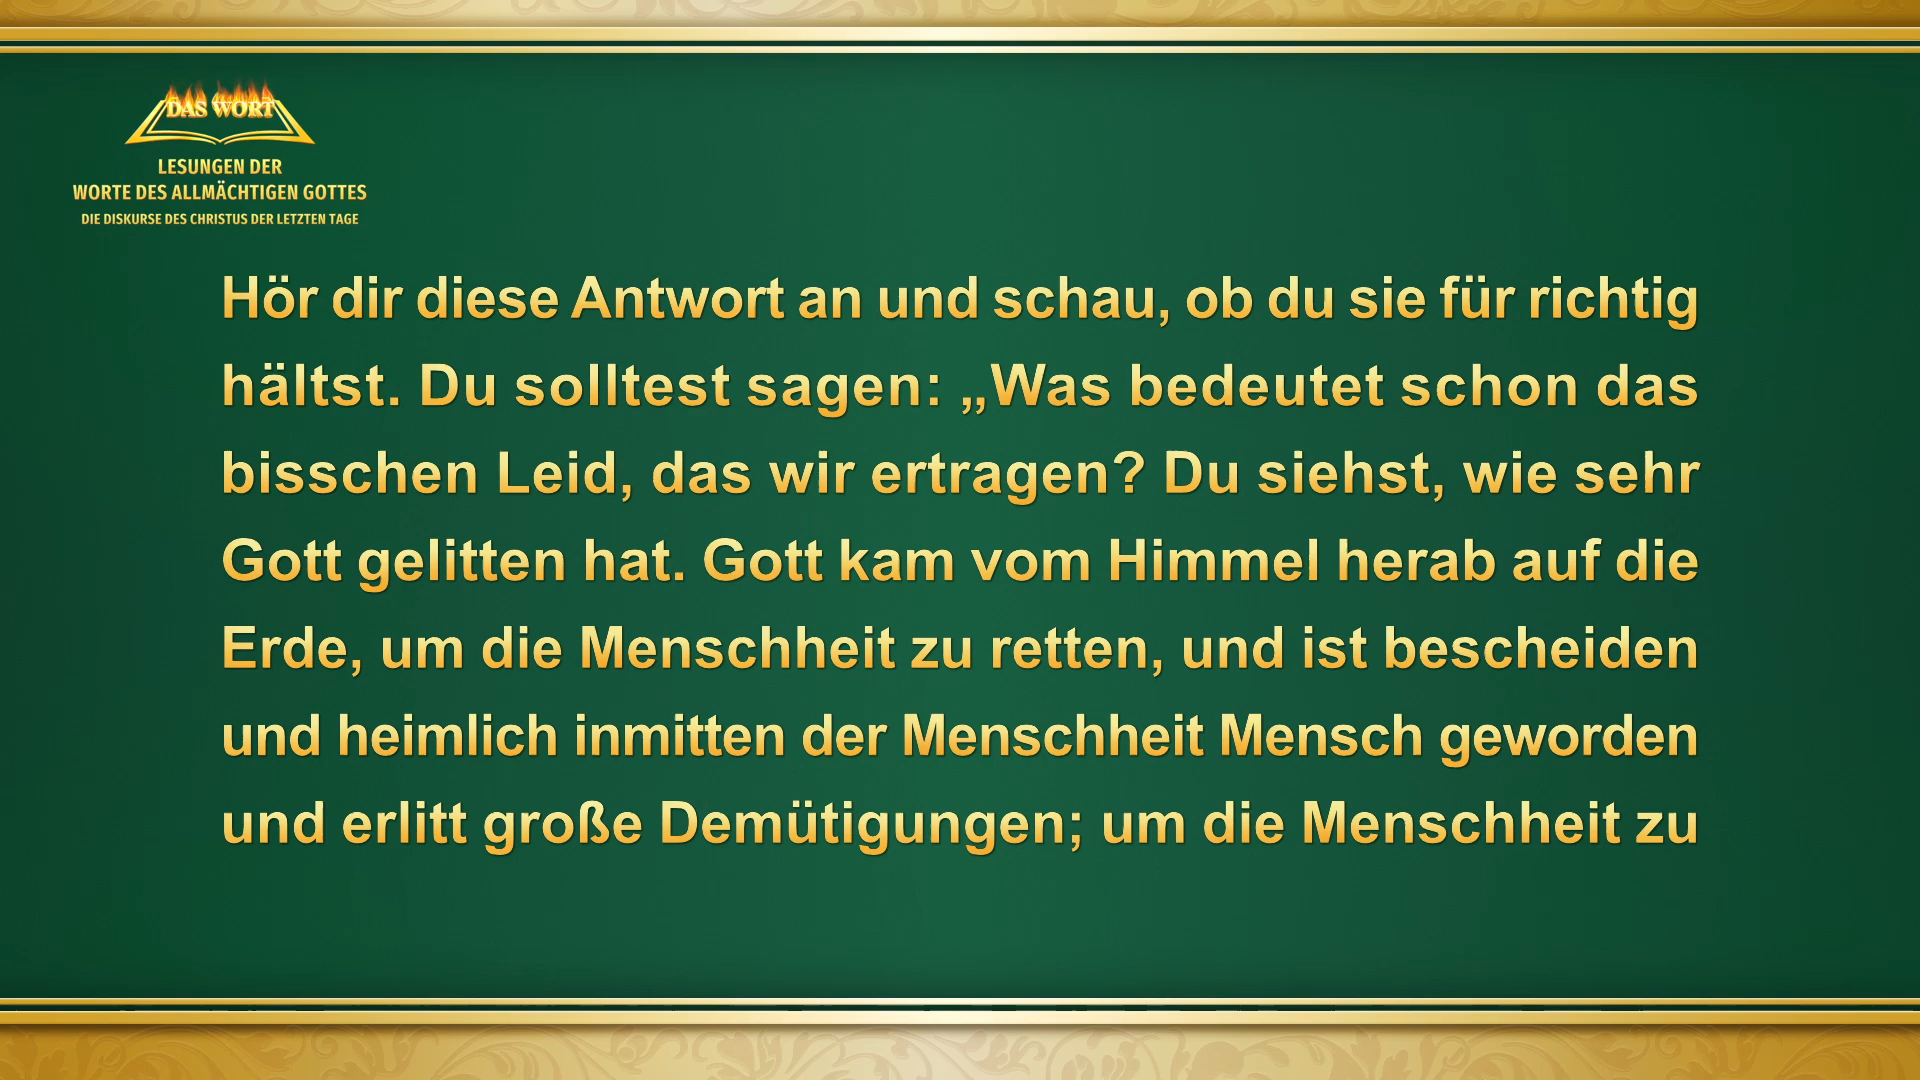 DAS WORT
LESUNGEN DER
WORTE DES ALLMÄCHTIGEN GOTTES
DIE DISKURSE DES CHRISTUS DER LETZTEN TAGE
Hör dir diese Antwort an und schau, ob du sie für richtig
hältst. Du solltest sagen: „Was bedeutet schon das
bisschen Leid, das wir ertragen? Du siehst, wie sehr
Gott gelitten hat. Gott kam vom Himmel herab auf die
Erde, um die Menschheit zu retten, und ist bescheiden
und heimlich inmitten der Menschheit Mensch geworden
und erlitt große Demütigungen; um die Menschheit zu